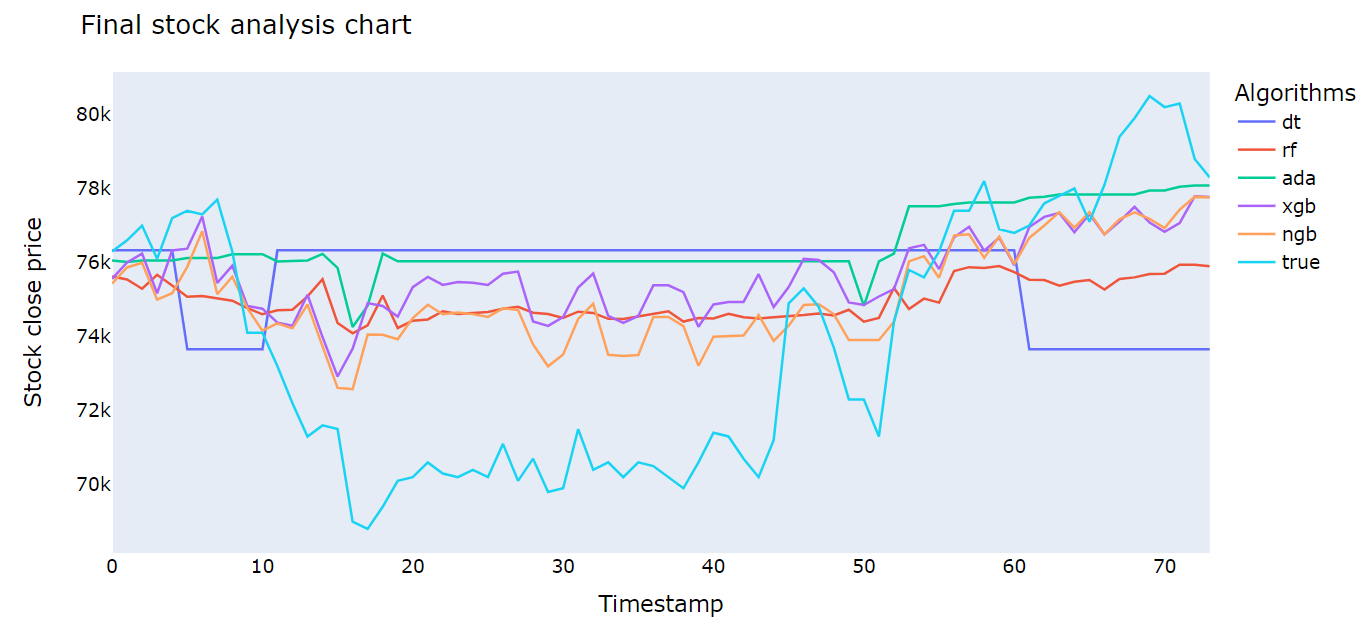 Final stock analysis chart
Algorithms
dt
rf
ada
xgb
ngb
true
Stock close price
80k
78k
76k
74k
72k
70k
0 10 20 30 40 50 60 70
Timestamp